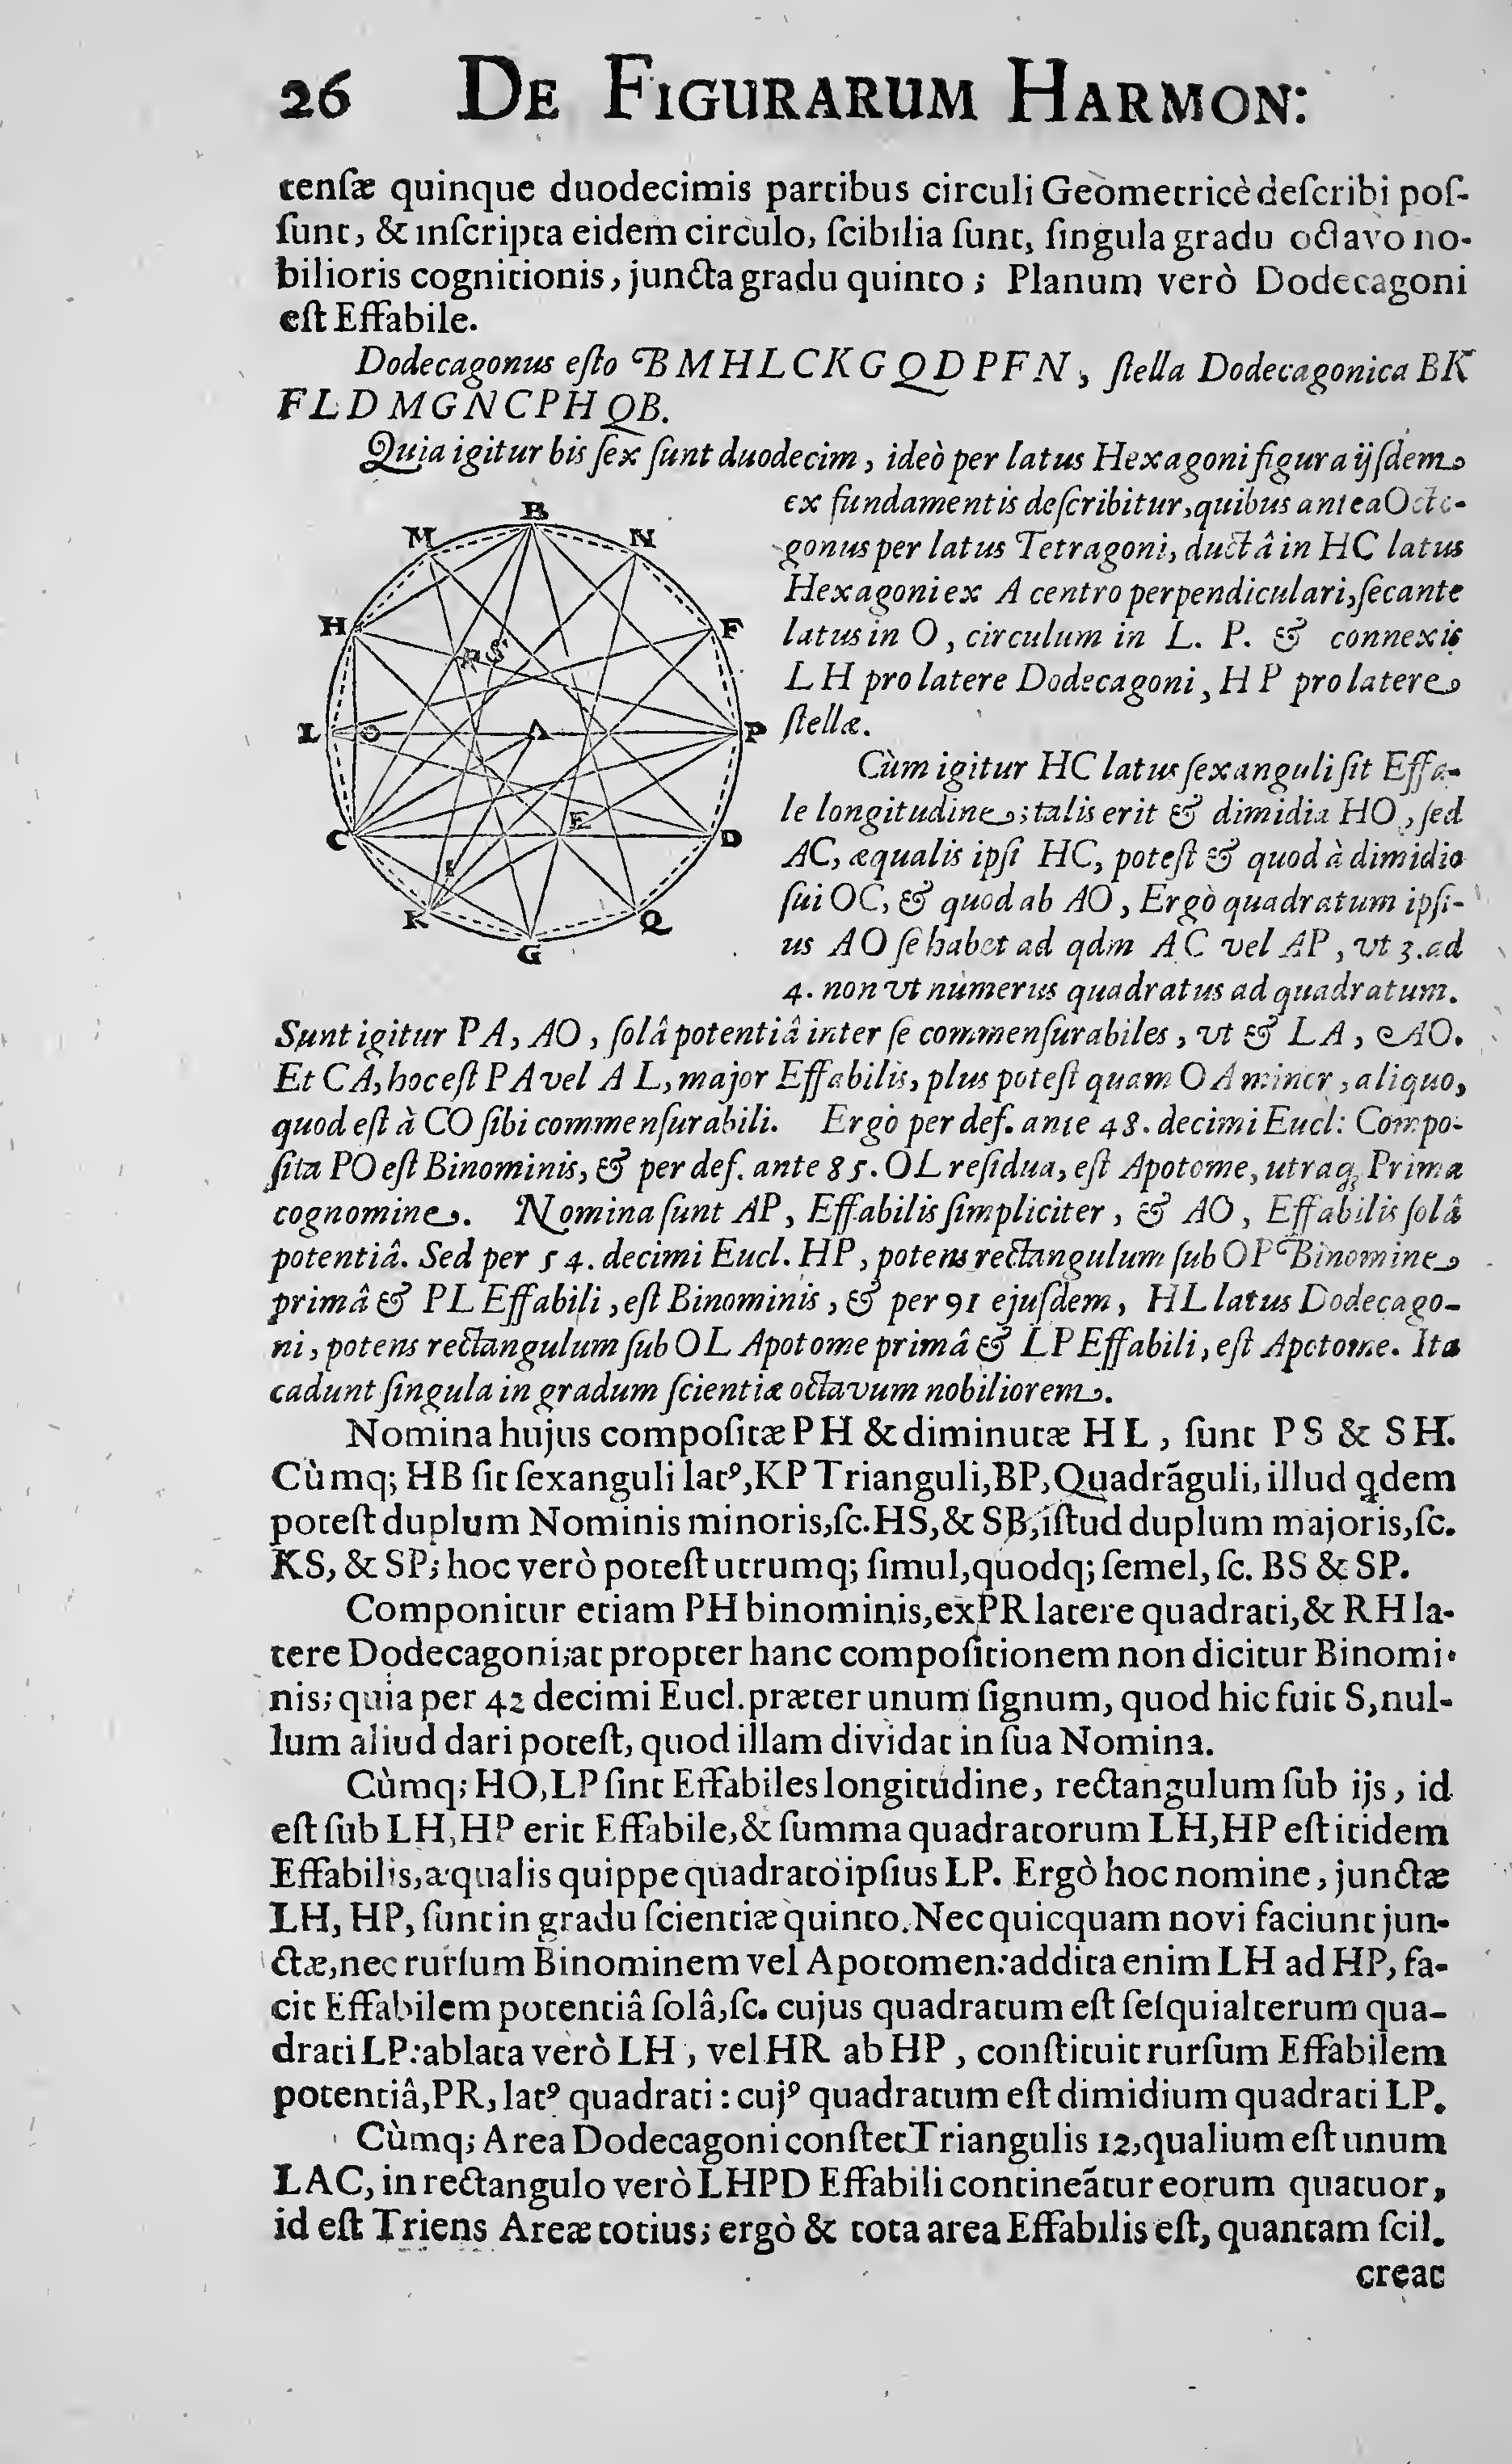 26 DE FIGURARUM HARMON:
tenſæ quinque duodecimis partibus circuli Geometricè deſcribi poſ-
ſunt, & inſcripta eidem circulo, ſcibilia ſunt, ſingula gradu octavo no-
bilioris cognitionis, juncta gradu quinto; Planum verò Dodecagoni
eſt Effabile.
Dodecagonus eſto BMHLCKGQDPFN, ſtella Dodecagonica BK
FLDMGNCPHQB.
Quia igitur bis ſex ſunt duodecim, ideò per latus Hexagoni figura ijſdem
ex fundamentis deſcribitur, quibus antea Octo-
gonus per latus Tetragoni, ductâ in HC latus
Hexagoni ex A centro perpendiculari, ſecante
latus in O, circulum in L. P. & connexis
LH pro latere Dodecagoni, HP pro latere
ſtellæ.
B
M
N
H
F
R S
L
O
A
P
C
E
D
I
K
Q
G
Cùm igitur HC latus ſexanguli ſit Effa-
le longitudine; talis erit & dimidia HO, ſed
AC, æqualis ipſi HC, poteſt & quod à dimidio
ſui OC, & quod ab AO, Ergò quadratum ipſi-
us AO ſe habet ad qdm AC vel AP, vt 3. ad
4. non vt numerus quadratus ad quadratum.
Sunt igitur PA, AO, ſolâ potentiâ inter ſe commenſurabiles, vt & LA, AO.
Et CA, hoc eſt PA vel AL, major Effabilis, plus poteſt quam OA minor, aliquo,
quod eſt à CO ſibi commenſurabili. Ergò per def. ante 48. decimi Eucl: Compo-
ſita PO eſt Binominis, & per def. ante 85. OL reſidua, eſt Apotome, utraq; Prima
cognomine. Nomina ſunt AP, Effabilis ſimpliciter, & AO, Effabilis ſolâ
potentiâ. Sed per 54. decimi Eucl. HP, potens rectangulum ſub OP Binomine
primâ & PL Effabili, eſt Binominis, & per 91 ejuſdem, HL latus Dodecago-
ni, potens rectangulum ſub OL Apotome primâ & LP Effabili, eſt Apotome. Ita
cadunt ſingula in gradum ſcientiæ octavum nobiliorem.
Nomina hujus compoſitæ PH & diminutæ HL, ſunt PS & SH.
Cùmq; HB ſit ſexanguli latꝰ, KP Trianguli, BP, Quadrãguli, illud qdem
poteſt duplum Nominis minoris, ſc. HS, & SB, iſtud duplum majoris, ſc.
KS, & SP; hoc verò poteſt utrumq; ſimul, quodq; ſemel, ſc. BS & SP.
Componitur etiam PH binominis, ex PR latere quadrati, & RH la-
tere Dodecagoni; at propter hanc compoſitionem non dicitur Binomi-
nis; quia per 42 decimi Eucl. præter unum ſignum, quod hic fuit S, nul-
lum aliud dari poteſt, quod illam dividat in ſua Nomina.
Cùmq; HO, LP ſint Effabiles longitudine, rectangulum ſub ijs, id
eſt ſub LH, HP erit Effabile, & ſumma quadratorum LH, HP eſt itidem
Effabilis, æqualis quippe quadrato ipſius LP. Ergò hoc nomine, junctæ
LH, HP, ſunt in gradu ſcientiæ quinto. Nec quicquam novi faciunt jun-
ctæ, nec rurſum Binominem vel Apotomen: addita enim LH ad HP, fa-
cit Effabilem potentiâ ſolâ, ſc. cujus quadratum eſt ſeſquialterum qua-
drati LP: ablata verò LH, vel HR ab HP, conſtituit rurſum Effabilem
potentiâ, PR, latꝰ quadrati: cujꝰ quadratum eſt dimidium quadrati LP.
Cùmq; Area Dodecagoni conſtet Triangulis 12, qualium eſt unum
LAC, in rectangulo verò LHPD Effabili contineãtur eorum quatuor,
id eſt Triens Areæ totius; ergò & tota area Effabilis eſt, quantam ſcil.
creat